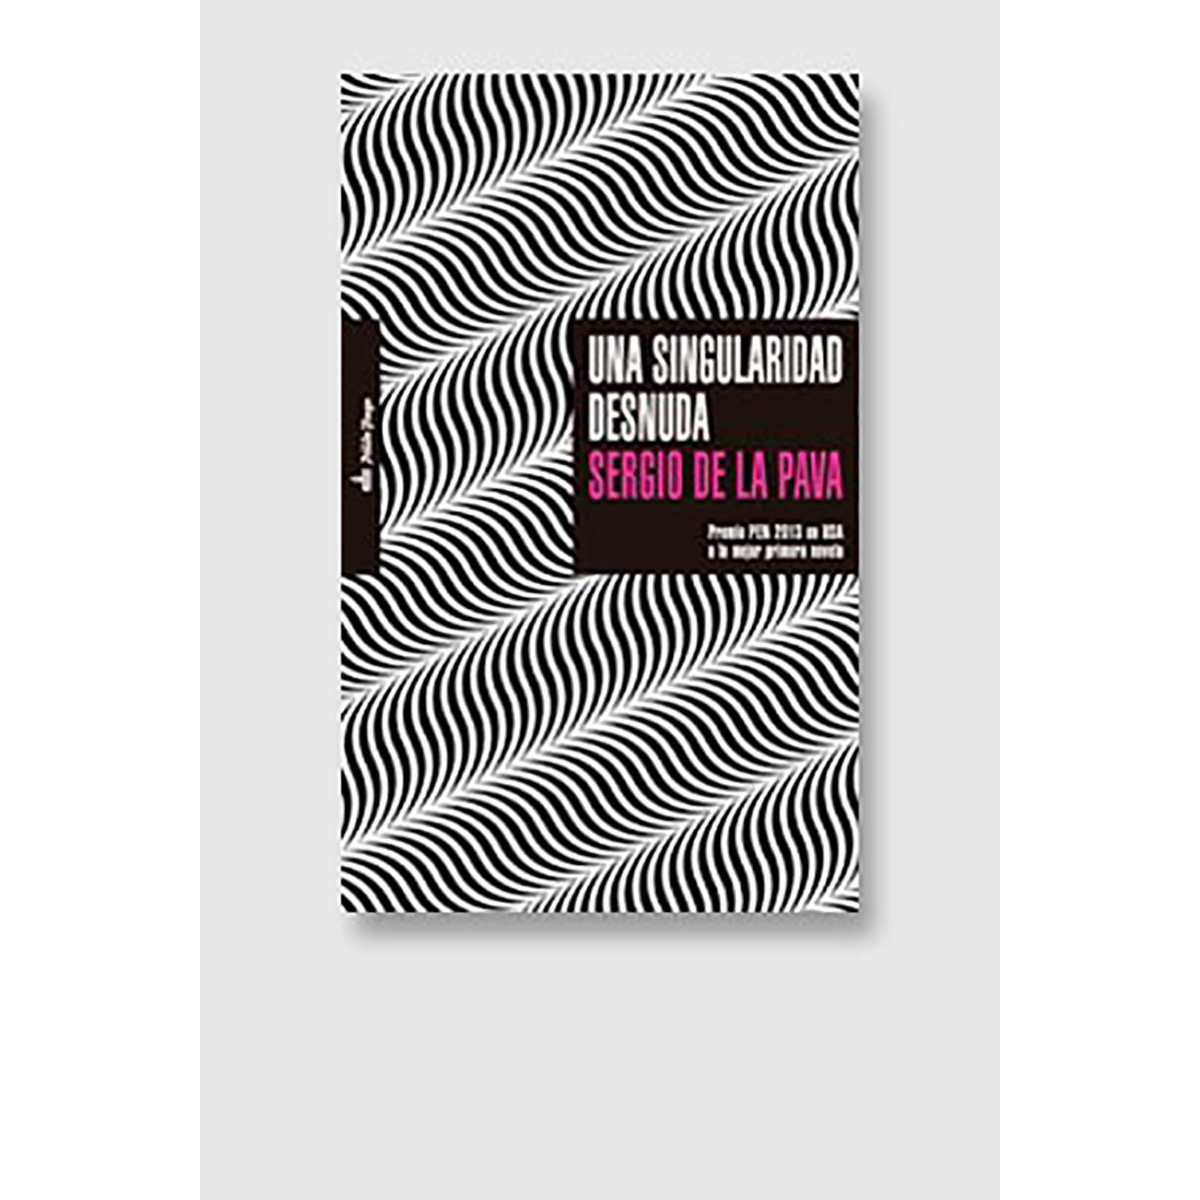 UNA SINGULARIDAD
DESNUDA
SERGIO DE LA PAVA
Premio PEN 2013 en USA
a la mejor primera novela